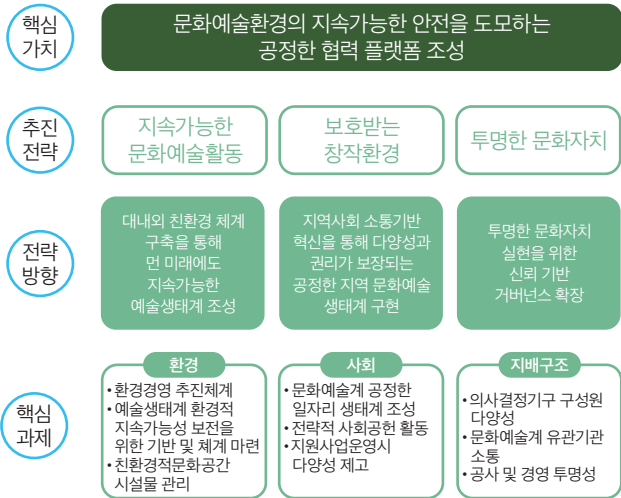 핵심
가치
문화예술환경의 지속가능한 안전을 도모하는
공정한 협력 플랫폼 조성
추진
전략
지속가능한
문화예술활동
보호받는
창작환경
투명한 문화자치
전략
방향
대내외 친환경 체계
구축을 통해
먼 미래에도
지속가능한
예술생태계 조성
지역사회 소통기반
혁신을 통해 다양성과
권리가 보장되는
공정한 지역 문화예술
생태계 구현
투명한 문화자치
실현을 위한
신뢰 기반
거버넌스 확장
핵심
과제
환경
• 환경경영 추진체계
• 예술생태계 환경적
지속가능성 보전을
위한 기반 및 쳬계 마련
• 친환경적문화공간
시설물 관리
사회
• 문화예술계 공정한
일자리 생태계 조성
• 전략적 사회공헌 활동
• 지원사업운영시
다양성 제고
지배구조
• 의사결정기구 구성원
다양성
• 문화예술계 유관기관
소통
• 공사 및 경영 투명성